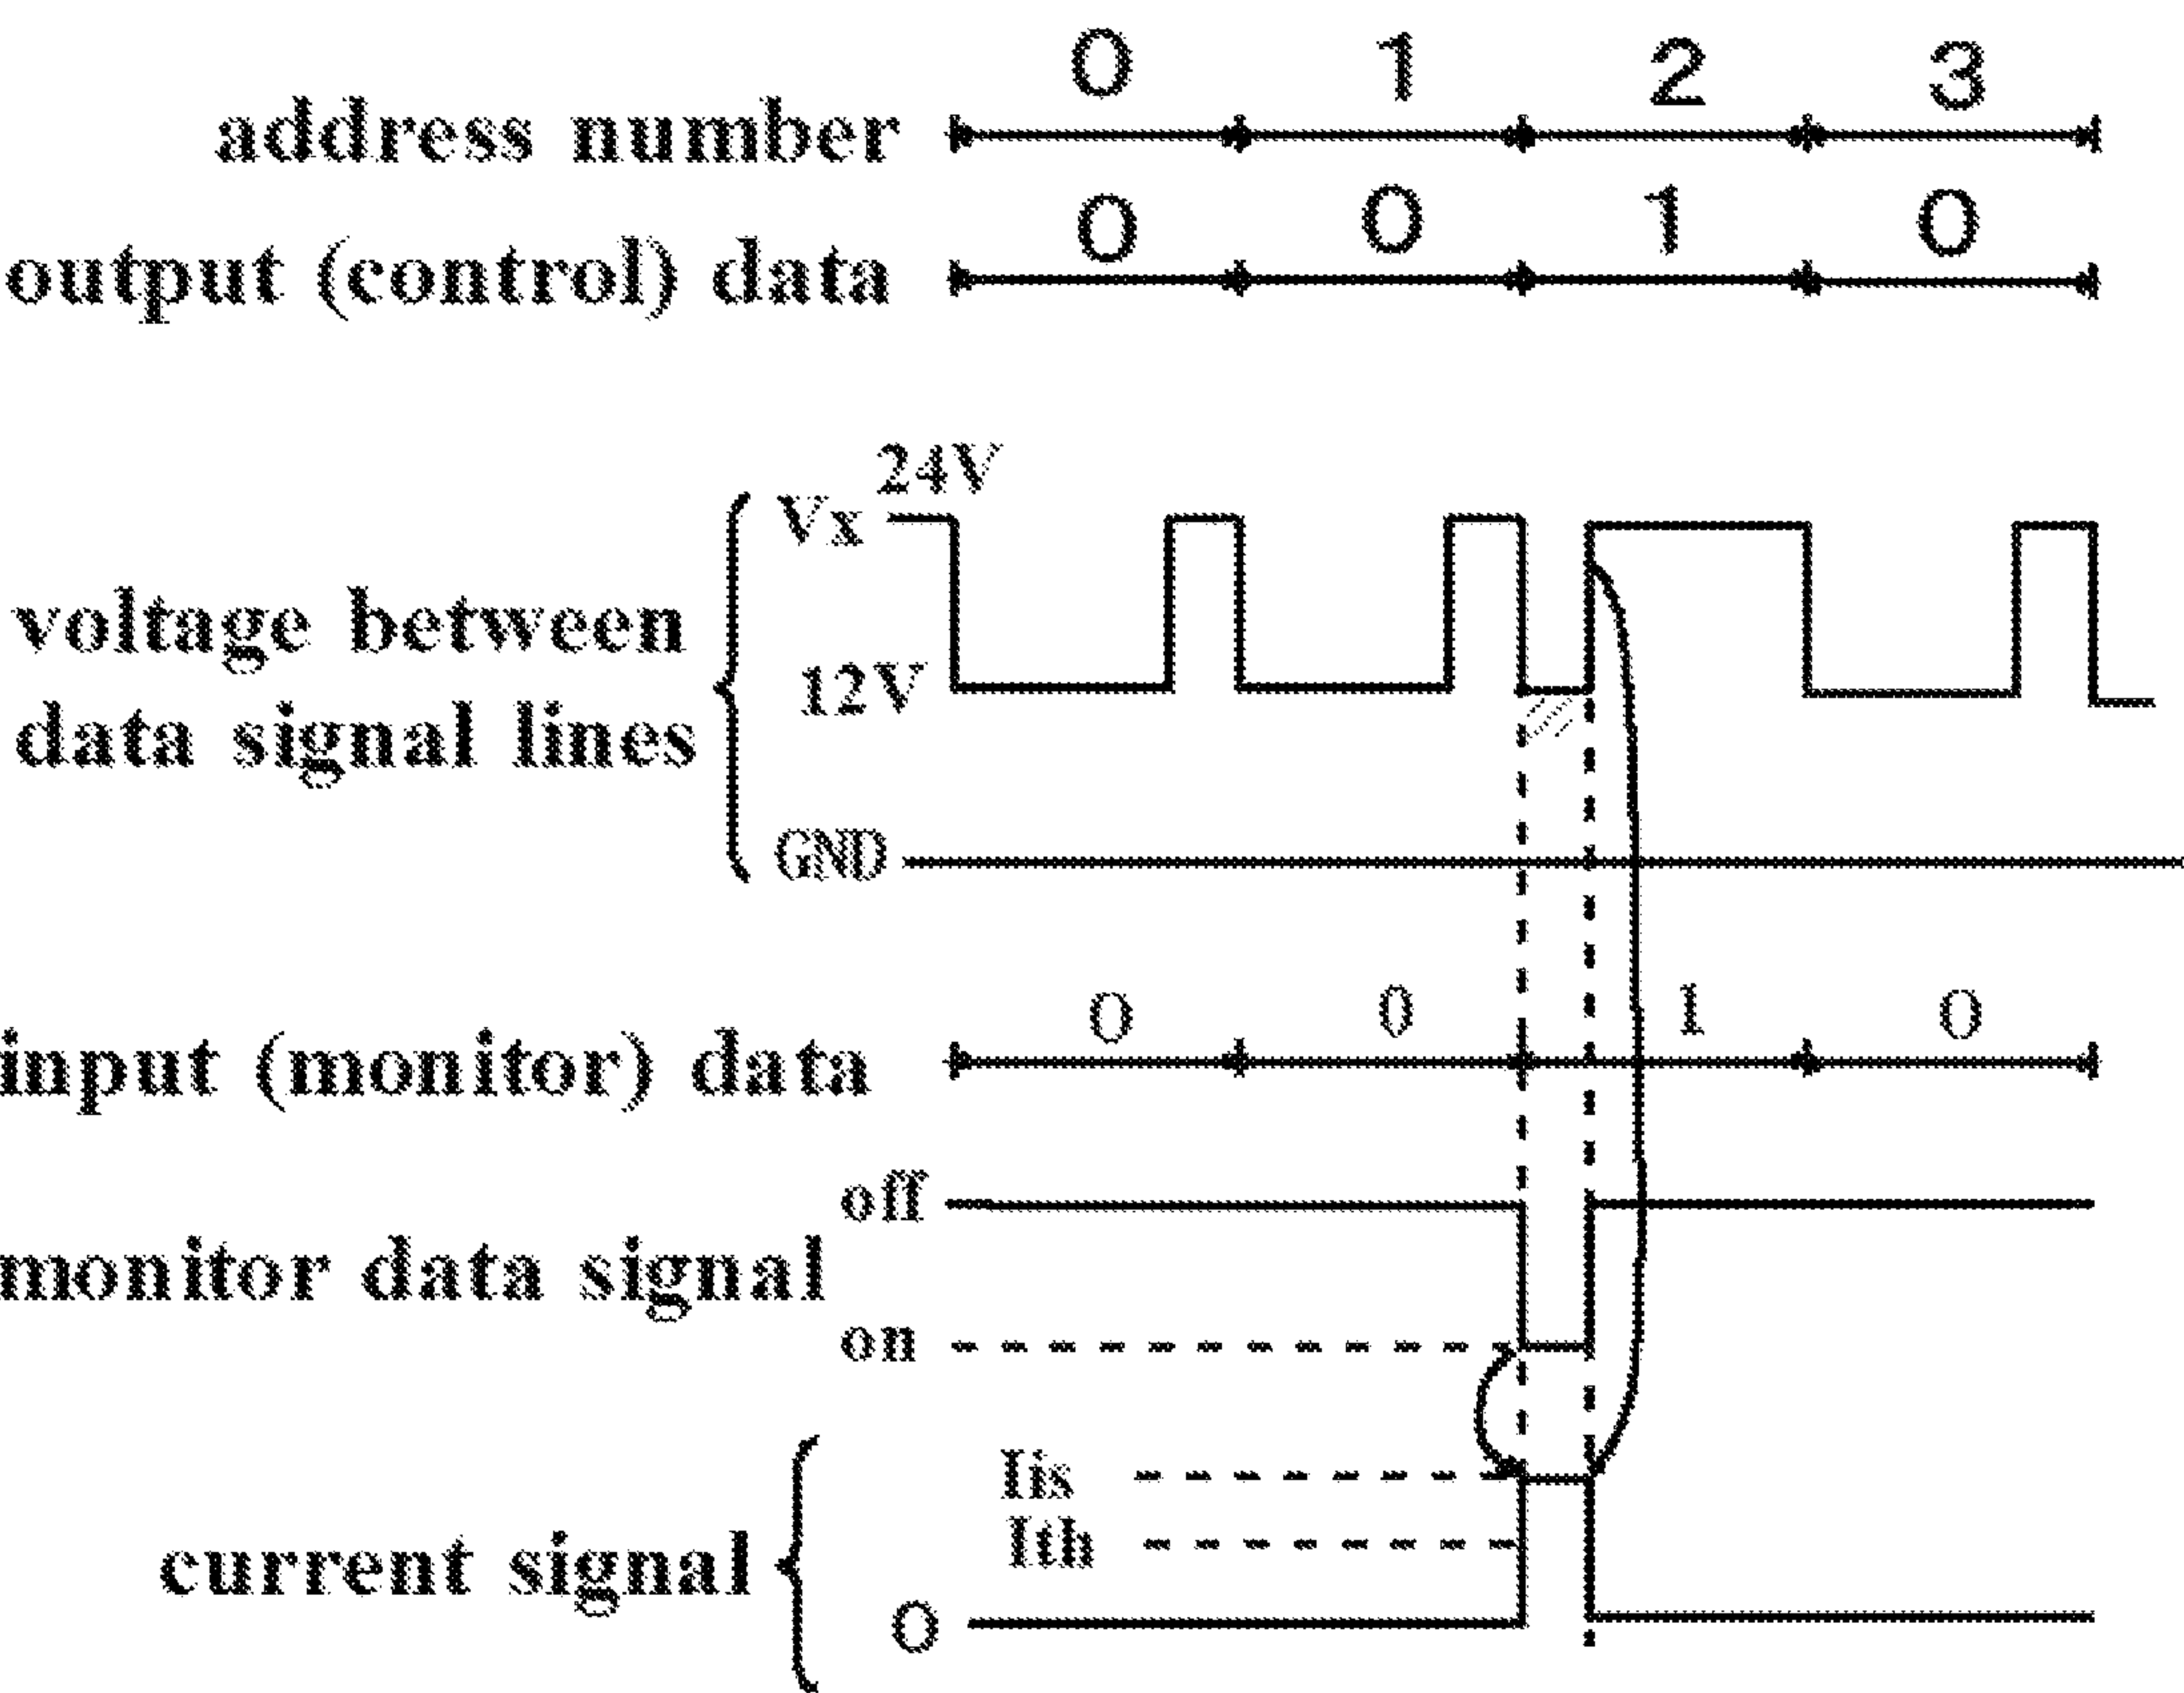 address number 0 1 2 3
output (control) data 0 0 1 0
24V
Vx
voltage between
12V
data signal lines
GND
input (monitor) data 0 0 1 0
off
monitor data signal
on
Iis
Ith
current signal
0